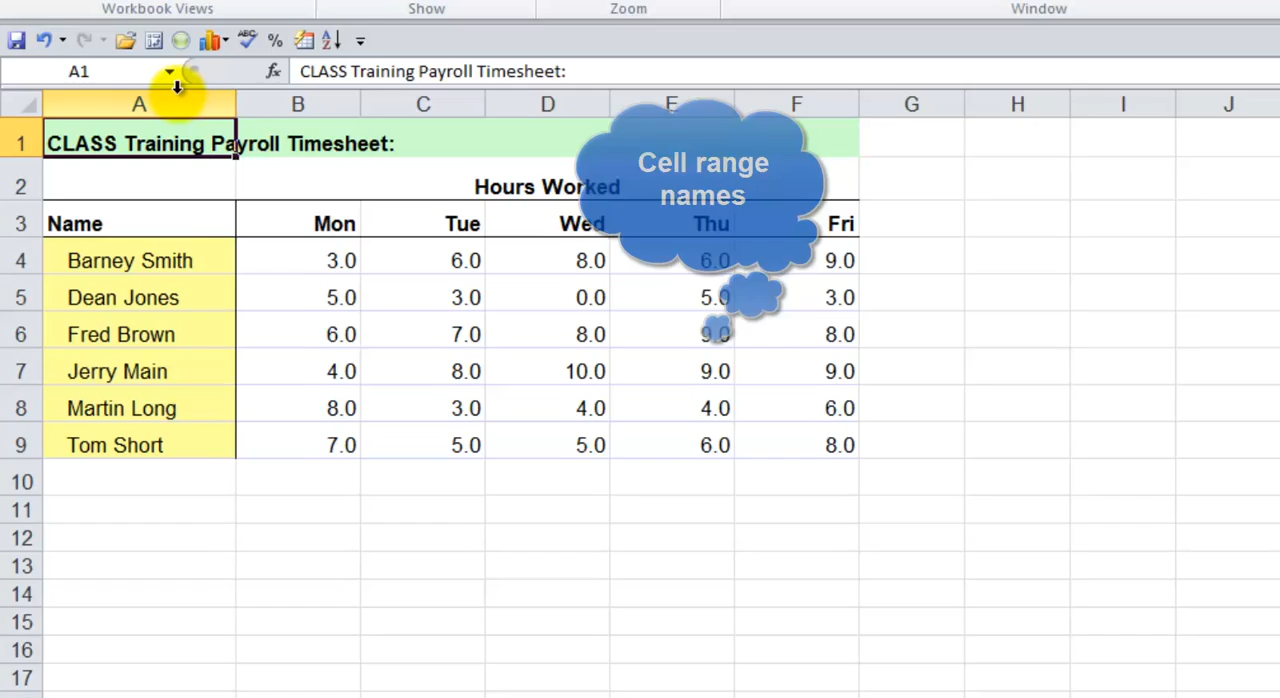 Workbook Views Show Zoom Window
ABC %  A Z
A1 fx CLASS Training Payroll Timesheet:
A B C D E F G H I J
1 CLASS Training Payroll Timesheet:
Cell range
names
2 Hours Worked
3 Name Mon Tue Wed Thu Fri
4 Barney Smith 3.0 6.0 8.0 6.0 9.0
5 Dean Jones 5.0 3.0 0.0 5.0 3.0
6 Fred Brown 6.0 7.0 8.0 9.0 8.0
7 Jerry Main 4.0 8.0 10.0 9.0 9.0
8 Martin Long 8.0 3.0 4.0 4.0 6.0
9 Tom Short 7.0 5.0 5.0 6.0 8.0
10
11
12
13
14
15
16
17